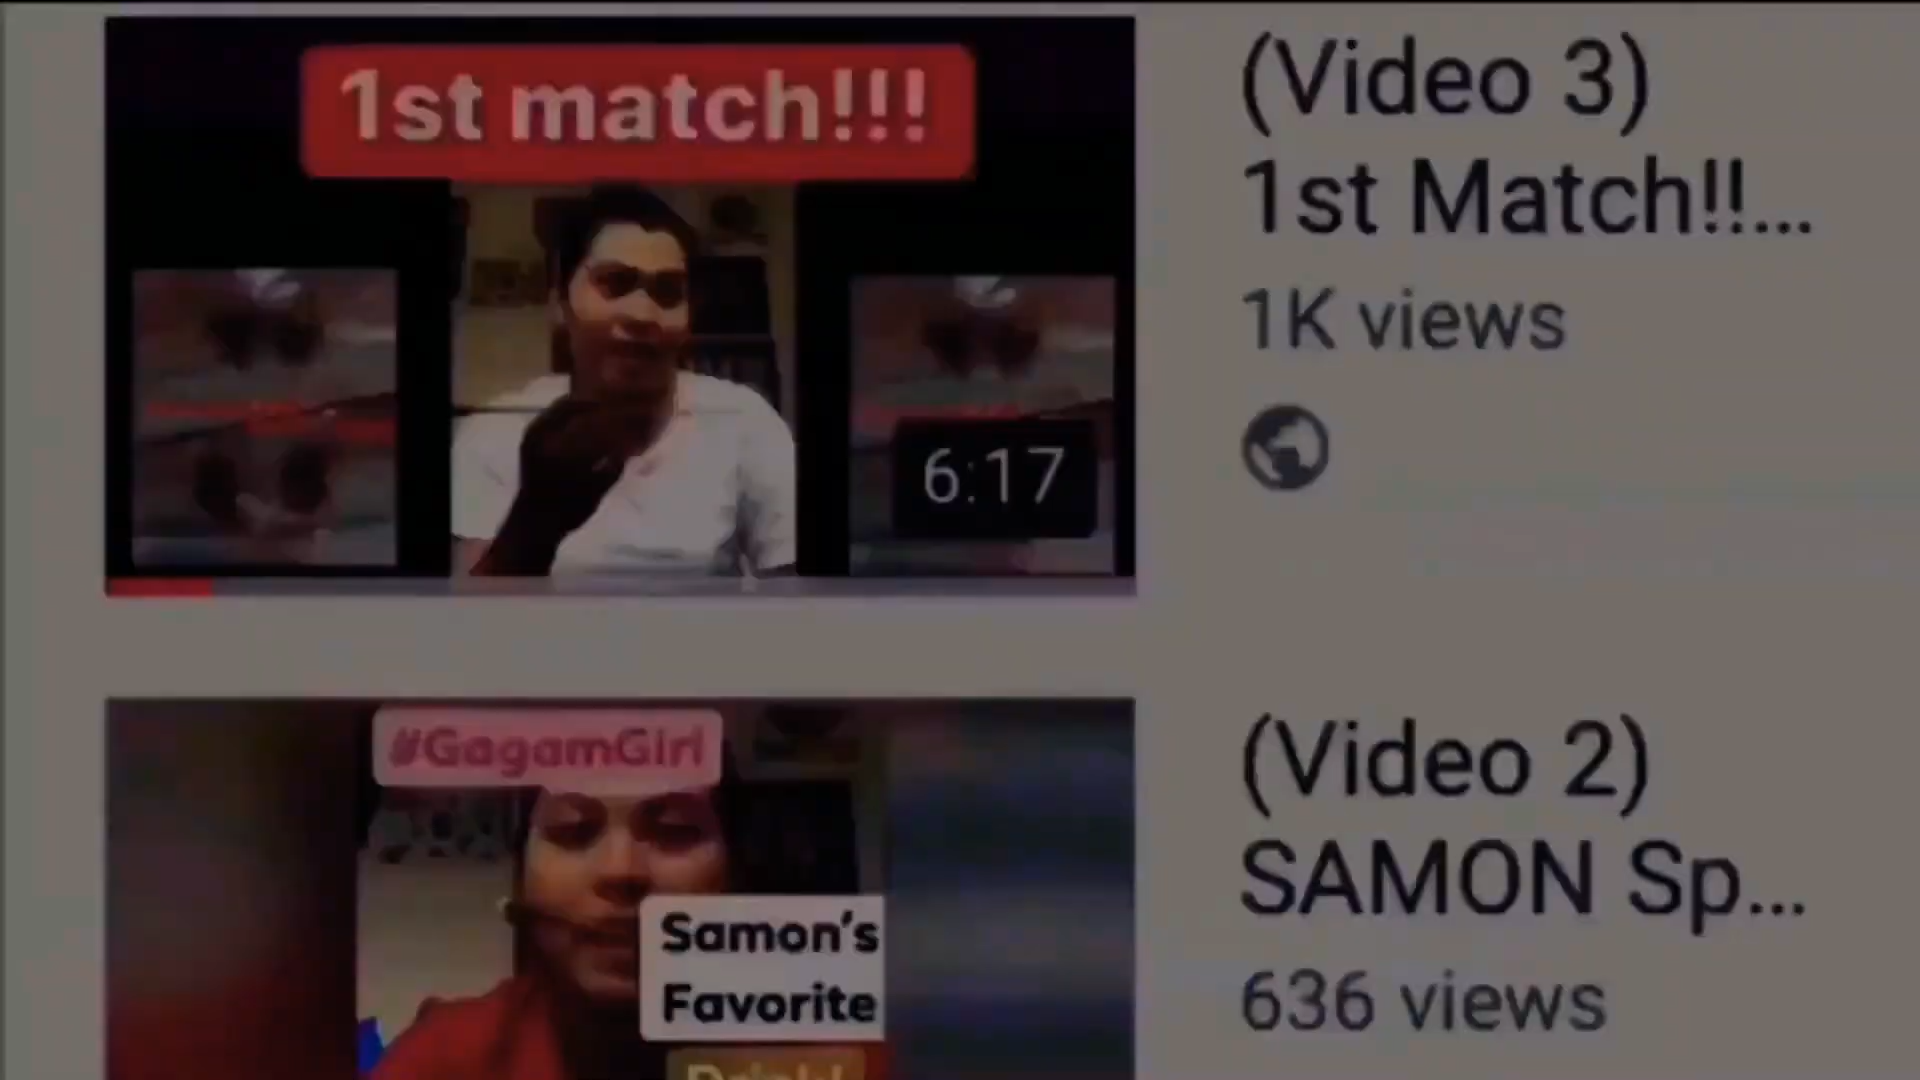 1st match!!!
6:17
(Video 3)
1st Match!!...
1K views
#GagamGirl
Samon's
Favorite
Drink!
(Video 2)
SAMON Sp...
636 views